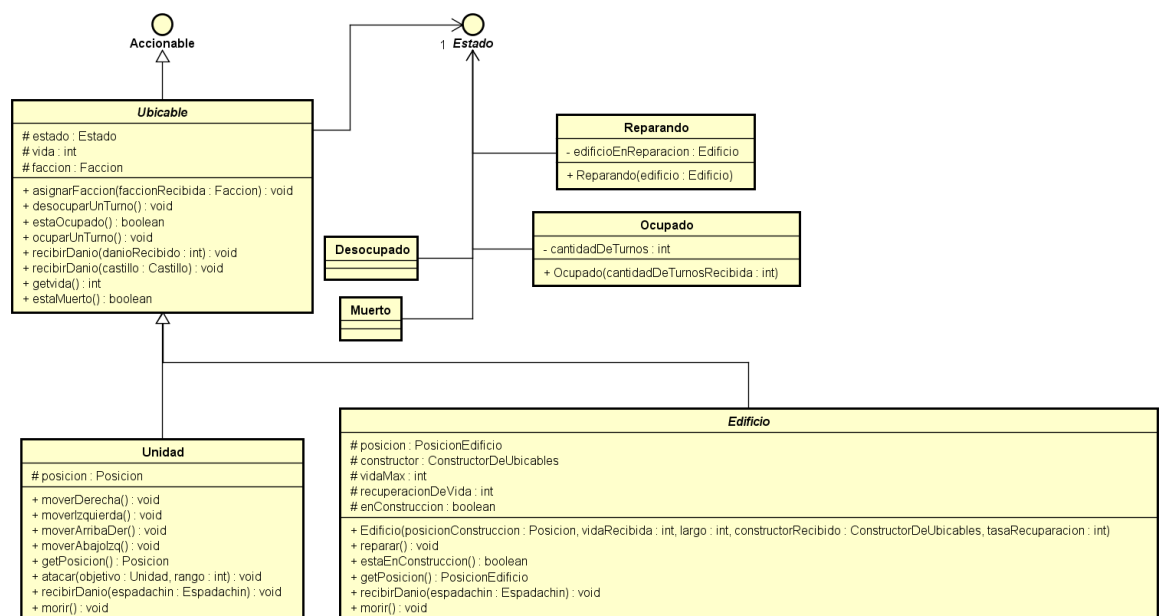 Accionable
1 Estado
Ubicable
# estado : Estado
# vida : int
# faccion : Faccion
+ asignarFaccion(faccionRecibida : Faccion) : void
+ desocuparUnTurno() : void
+ estaOcupado() : boolean
+ ocuparUnTurno() : void
+ recibirDanio(danioRecibido : int) : void
+ recibirDanio(castillo : Castillo) : void
+ getvida() : int
+ estaMuerto() : boolean
Reparando
- edificioEnReparacion : Edificio
+ Reparando(edificio : Edificio)
Ocupado
- cantidadDeTurnos : int
+ Ocupado(cantidadDeTurnosRecibida : int)
Desocupado
Muerto
Unidad
# posicion : Posicion
+ moverDerecha() : void
+ moverIzquierda() : void
+ moverArribaDer() : void
+ moverAbajoIzq() : void
+ getPosicion() : Posicion
+ atacar(objetivo : Unidad, rango : int) : void
+ recibirDanio(espadachin : Espadachin) : void
+ morir() : void
Edificio
# posicion : PosicionEdificio
# constructor : ConstructorDeUbicables
# vidaMax : int
# recuperacionDeVida : int
# enConstruccion : boolean
+ Edificio(posicionConstruccion : Posicion, vidaRecibida : int, largo : int, constructorRecibido : ConstructorDeUbicables, tasaRecuparacion : int)
+ reparar() : void
+ estaEnConstruccion() : boolean
+ getPosicion() : PosicionEdificio
+ recibirDanio(espadachin : Espadachin) : void
+ morir() : void